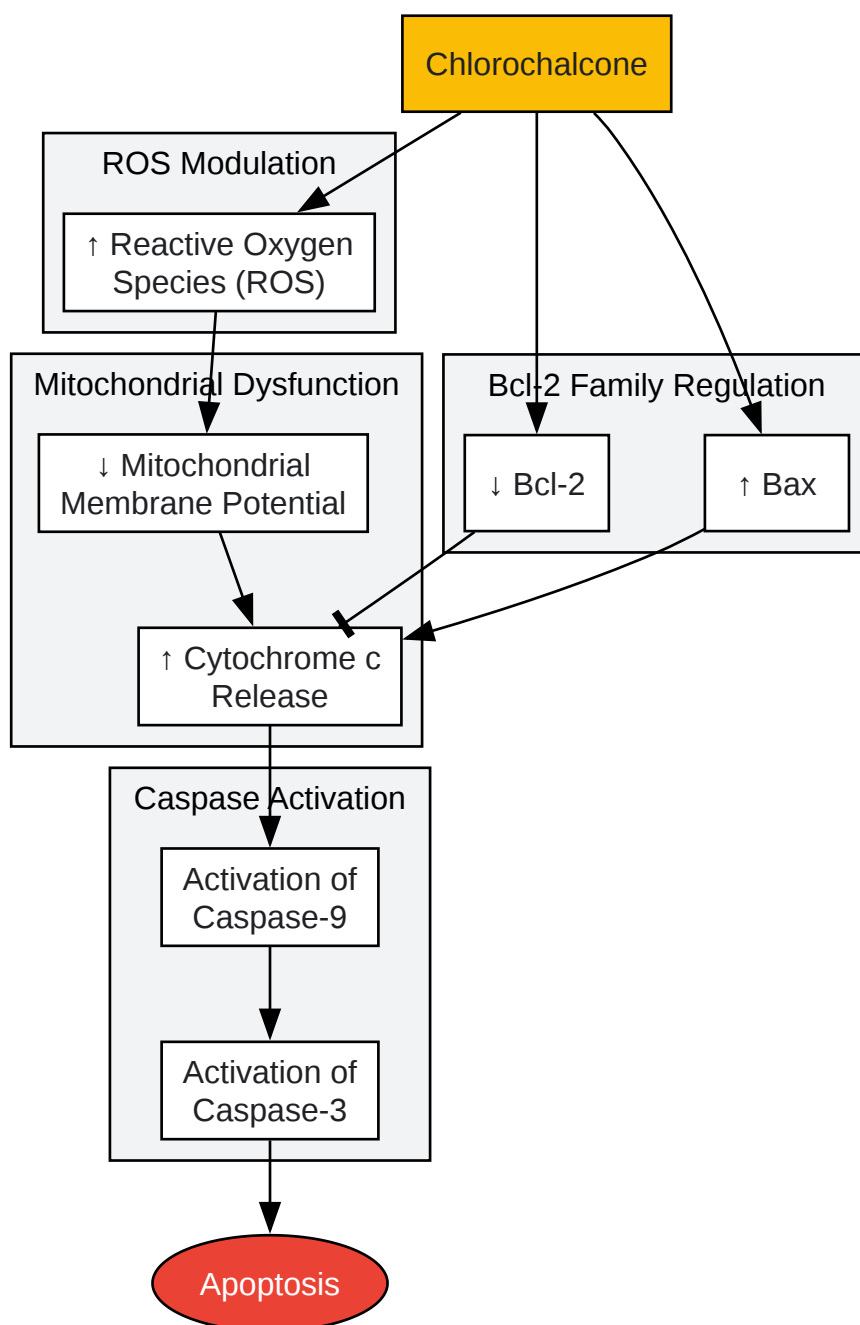 Chlorochalcone
ROS Modulation
↑ Reactive Oxygen
Species (ROS)
Mitochondrial Dysfunction
Bcl-2 Family Regulation
↓ Mitochondrial
Membrane Potential
↓ Bcl-2
↑ Bax
↑ Cytochrome c
Release
Caspase Activation
Activation of
Caspase-9
Activation of
Caspase-3
Apoptosis